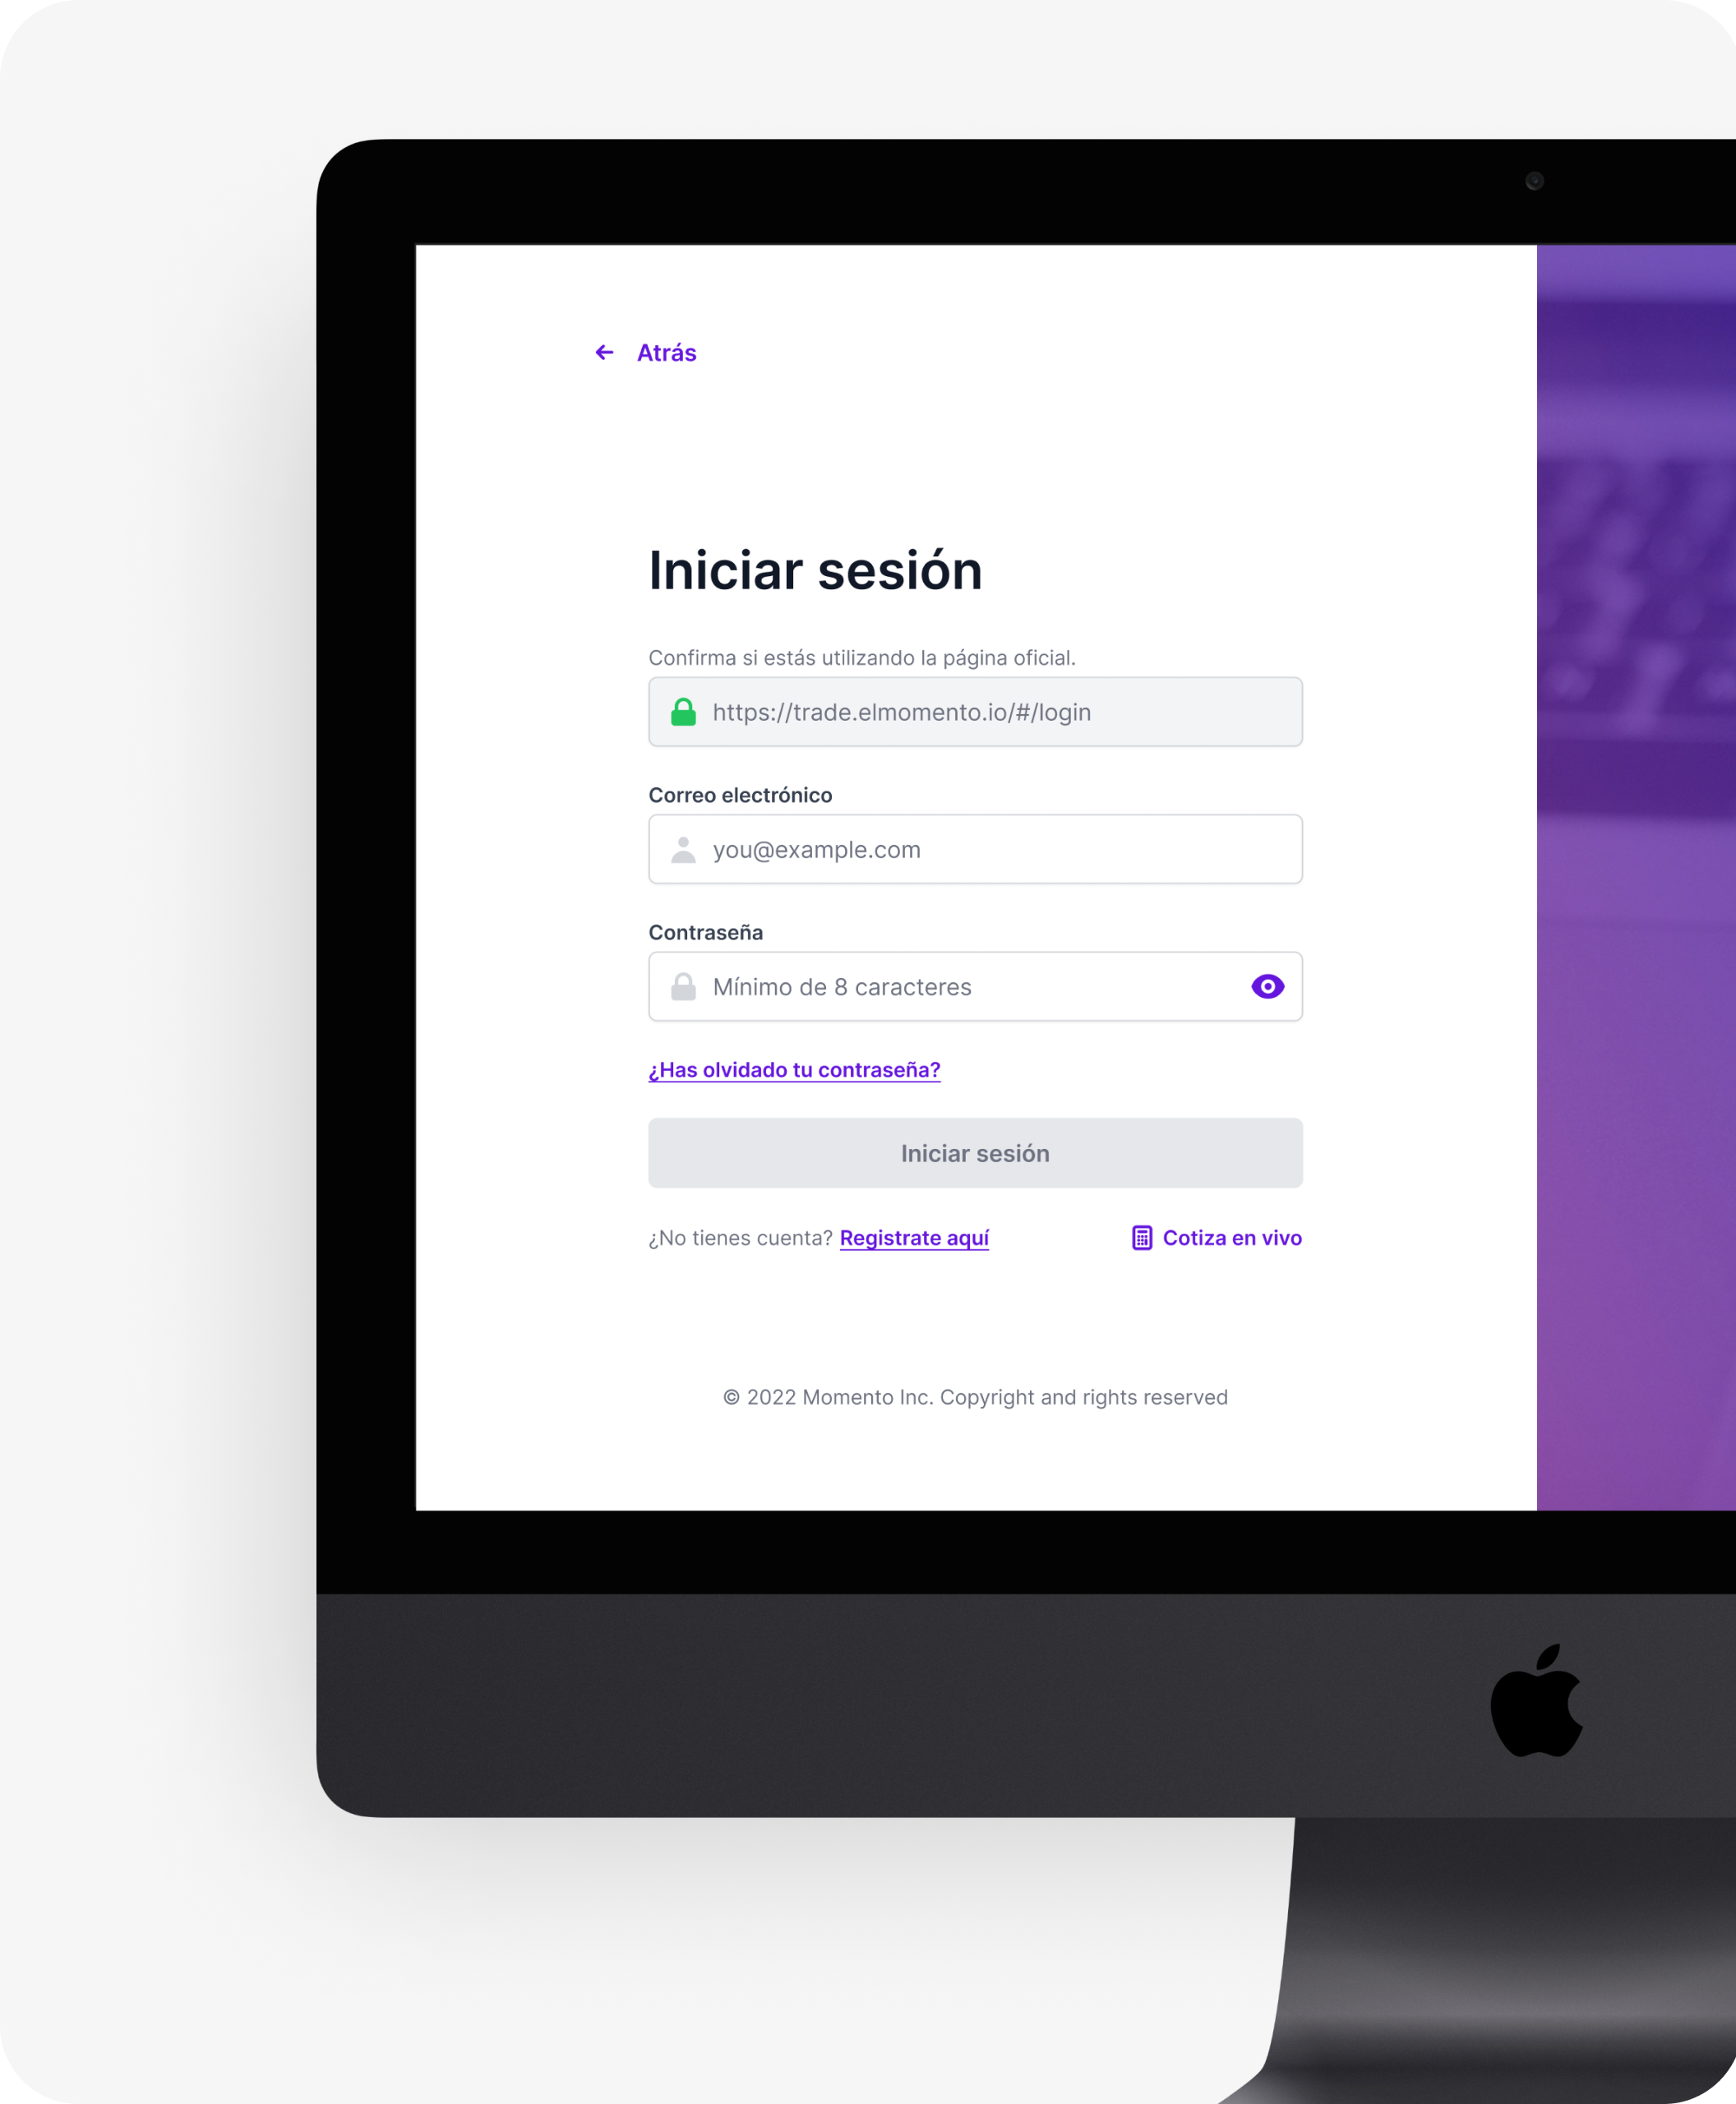 Atrás
Iniciar sesión
Confirma si estás utilizando la página oficial.
https://trade.elmomento.io/#/login
Correo electrónico
you@example.com
Contraseña
Mínimo de 8 caracteres
¿Has olvidado tu contraseña?
Iniciar sesión
¿No tienes cuenta? Registrate aquí
Cotiza en vivo
© 2022 Momento Inc. Copyright and rights reserved